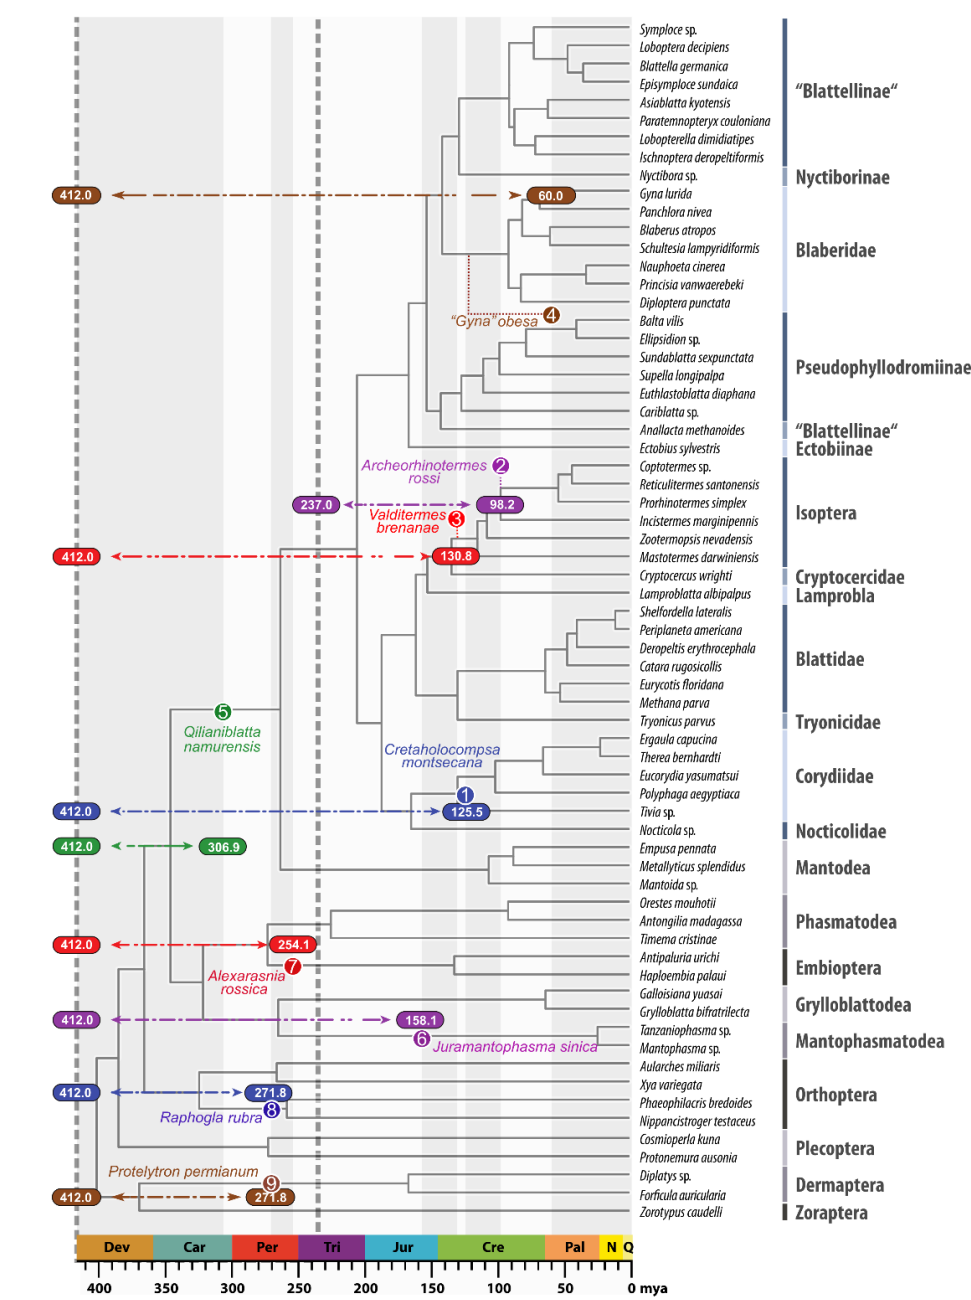 Symploce sp.
Loboptera decipiens
Blattella germanica
Episymploce sundaica
"Blattellinae"
Asiablatta kyotensis
Paratemnopteryx couloniana
Lobopterella dimidiatipes
Ischnoptera deropeltiformis
Nyctibora sp.
Nyctiborinae
412.0
60.0
Gyna lurida
Panchlora nivea
Blaberus atropos
Schultesia lampyridiformis
Blaberidae
Nauphoeta cinerea
Princisia vanwaerebeki
Diploptera punctata
"Gyna" obesa 4
Balta vilis
Ellipsidion sp.
Sundablatta sexpunctata
Pseudophyllodromiinae
Supella longipalpa
Euthlastoblatta diaphana
Cariblatta sp.
Anallacta methanoides
"Blattellinae"
Ectobius sylvestris
Ectobiinae
Archeorhinotermes
rossi
2
Coptotermes sp.
Reticulitermes santonensis
237.0
98.2
Prorhinotermes simplex
Isoptera
Valditermes
brenanae
3
Incistermes marginipennis
Zootermopsis nevadensis
412.0
130.8
Mastotermes darwiniensis
Cryptocercus wrighti
Cryptocercidae
Lamproblatta albipalpus
Lamprobla
Shelfordella lateralis
Periplaneta americana
Deropeltis erythrocephala
Blattidae
Catara rugosicollis
Eurycotis floridana
Methana parva
5
Qilianiblatta
namurensis
Tryonicus parvus
Tryonicidae
Cretaholocompsa
montsecana
Ergaula capucina
Therea bernhardti
Eucorydia yasumatsui
Corydiidae
1
Polyphaga aegyptiaca
412.0
125.5
Tivia sp.
Nocticola sp.
Nocticolidae
412.0
306.9
Empusa pennata
Metallyticus splendidus
Mantodea
Mantoida sp.
Orestes mouhotii
Antongilia madagassa
Phasmatodea
412.0
254.1
Timema cristinae
7
Alexarasnia
rossica
Antipaluria urichi
Embioptera
Haploembia palaui
Galloisiana yuasai
Grylloblattodea
Grylloblatta bifratrilecta
412.0
158.1
Tanzaniophasma sp.
6
Juramantophasma sinica
Mantophasma sp.
Mantophasmatodea
Aularches miliaris
Xya variegata
412.0
271.8
Orthoptera
Phaeophilacris bredoides
Raphogla rubra 8
Nippancistroger testaceus
Cosmioperla kuna
Plecoptera
Protonemura ausonia
Protelytron permianum
9
Diplatys sp.
Dermaptera
412.0
271.8
Forficula auricularia
Zorotypus caudelli
Zoraptera
Dev Car Per Tri Jur Cre Pal N Q
400 350 300 250 200 150 100 50 0 mya